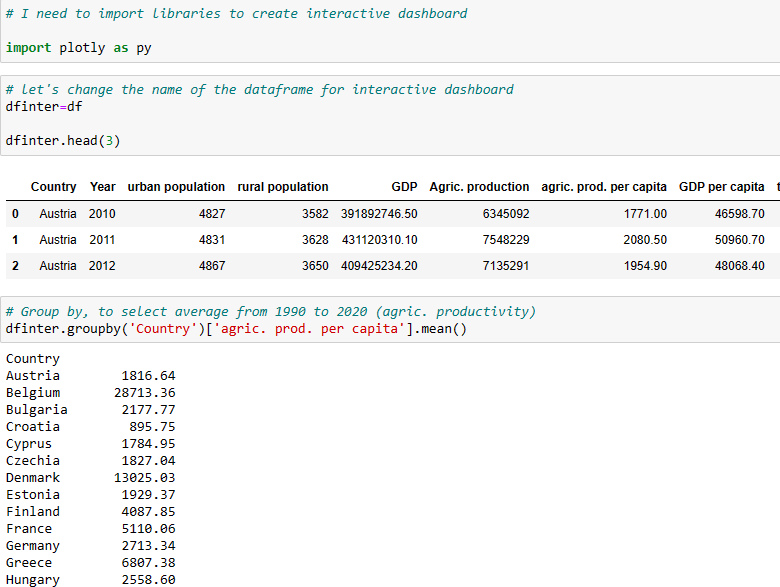 # I need to import libraries to create interactive dashboard
import plotly as py
# let's change the name of the dataframe for interactive dashboard
dfinter=df
dfinter.head(3)
Country Year urban population rural population GDP Agric. production agric. prod. per capita GDP per capita
0 Austria 2010 4827 3582 391892746.50 6345092 1771.00 46598.70
1 Austria 2011 4831 3628 431120310.10 7548229 2080.50 50960.70
2 Austria 2012 4867 3650 409425234.20 7135291 1954.90 48068.40
# Group by, to select average from 1990 to 2020 (agric. productivity)
dfinter.groupby('Country')['agric. prod. per capita'].mean()
Country
Austria 1816.64
Belgium 28713.36
Bulgaria 2177.77
Croatia 895.75
Cyprus 1784.95
Czechia 1827.04
Denmark 13025.03
Estonia 1929.37
Finland 4087.85
France 5110.06
Germany 2713.34
Greece 6807.38
Hungary 2558.60